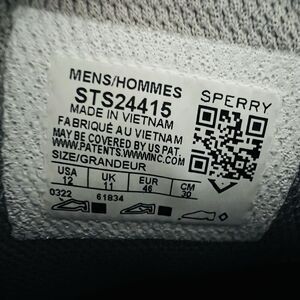 MENS/HOMMES
STS24415
SPERRY
MADE IN VIETNAM
FABRIQUÉ AU VIETNAM
MAY BE COVERED BY US PAT.
WWW.PATENTS.WWWINC.COM
SIZE/GRANDEUR
USA UK EUR CM
12 11 46 30
0322 61834